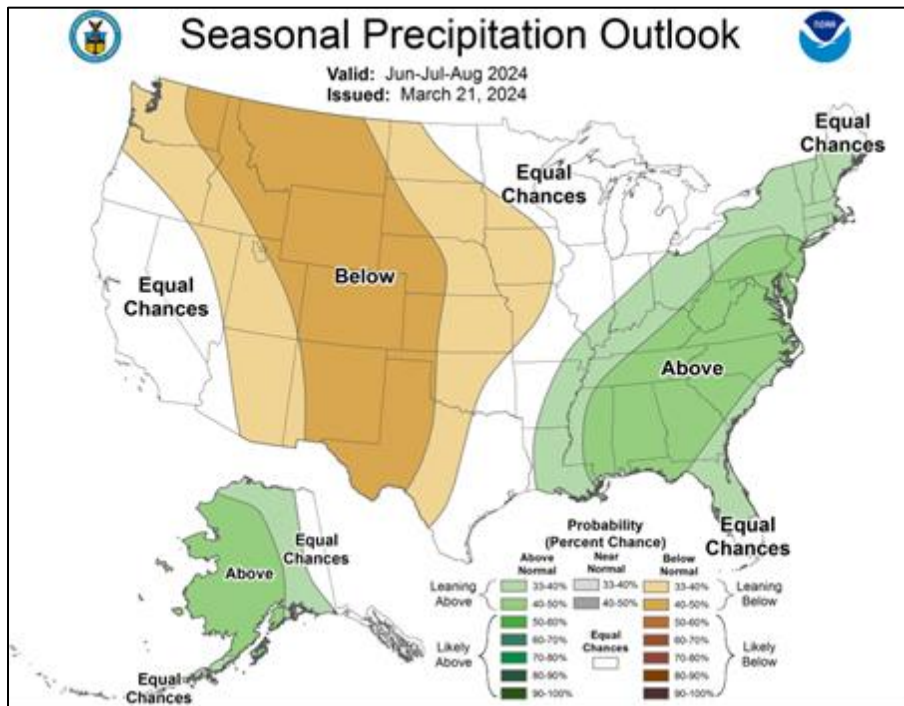 Seasonal Precipitation Outlook
noaa
Valid: Jun-Jul-Aug 2024
Issued: March 21, 2024
Equal
Chances
Equal
Chances
Equal
Chances
Below
Above
Equal
Chances
Above
Equal
Chances
Equal
Chances
Probability
(Percent Chance)
Above
Normal
Near
Normal
Below
Normal
Leaning
Above
33-40%
40-50%
33-40%
40-50%
33-40%
40-50%
Leaning
Below
Likely
Above
50-60%
60-70%
70-80%
80-90%
90-100%
Equal
Chances
50-60%
60-70%
70-80%
80-90%
90-100%
Likely
Below